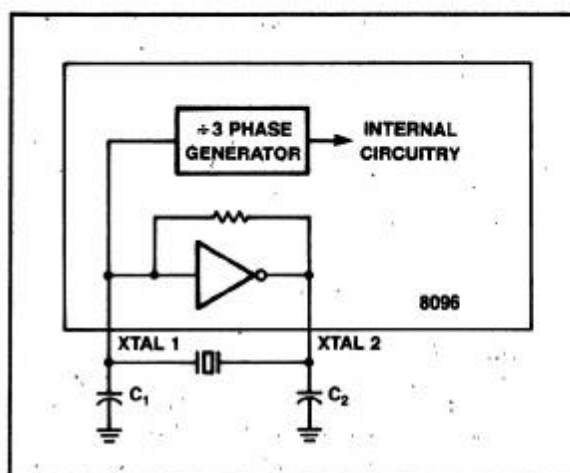 ÷3 PHASE
GENERATOR
INTERNAL
CIRCUITRY
8096
XTAL 1
XTAL 2
C₁
C₂